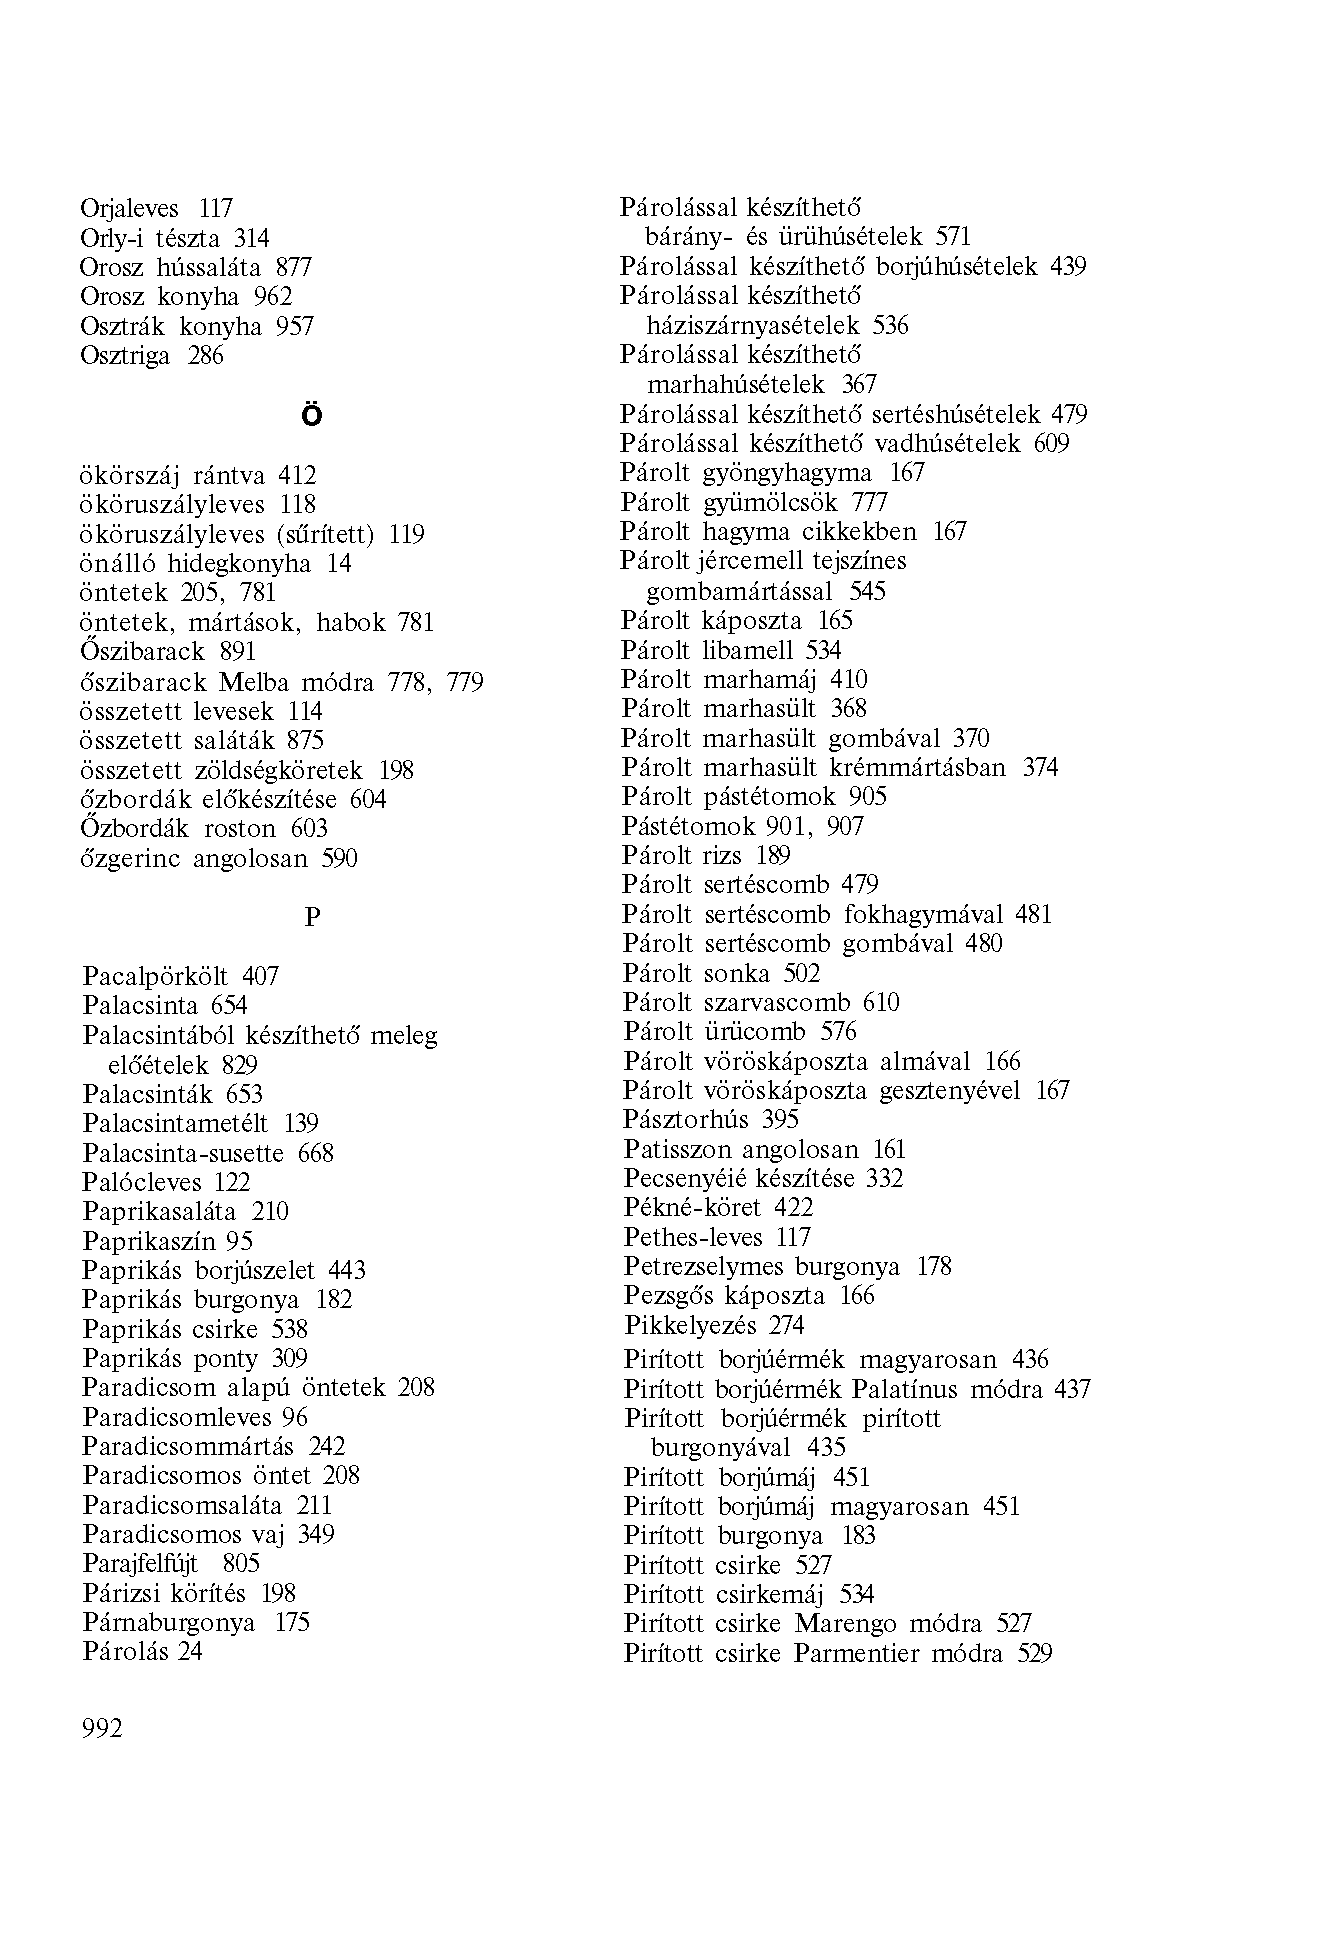 Orjaleves 117
Orly-i tészta 314
Orosz hússaláta 877
Orosz konyha 962
Osztrák konyha 957
Osztriga 286
Ö
ökörszáj rántva 412
ököruszályleves 118
ököruszályleves (sűrített) 119
önálló hidegkonyha 14
öntetek 205, 781
öntetek, mártások, habok 781
Őszibarack 891
őszibarack Melba módra 778, 779
összetett levesek 114
összetett saláták 875
összetett zöldségköretek 198
őzbordák előkészítése 604
Őzbordák roston 603
őzgerinc angolosan 590
P
Pacalpörkölt 407
Palacsinta 654
Palacsintából készíthető meleg
előételek 829
Palacsinták 653
Palacsintametélt 139
Palacsinta-susette 668
Palócleves 122
Paprikasaláta 210
Paprikaszín 95
Paprikás borjúszelet 443
Paprikás burgonya 182
Paprikás csirke 538
Paprikás ponty 309
Paradicsom alapú öntetek 208
Paradicsomleves 96
Paradicsommártás 242
Paradicsomos öntet 208
Paradicsomsaláta 211
Paradicsomos vaj 349
Parajfelfújt 805
Párizsi körítés 198
Párnaburgonya 175
Párolás 24
Párolással készíthető
bárány- és ürühúsételek 571
Párolással készíthető borjúhúsételek 439
Párolással készíthető
háziszárnyasételek 536
Párolással készíthető
marhahúsételek 367
Párolással készíthető sertéshúsételek 479
Párolással készíthető vadhúsételek 609
Párolt gyöngyhagyma 167
Párolt gyümölcsök 777
Párolt hagyma cikkekben 167
Párolt jércemell tejszínes
gombamártással 545
Párolt káposzta 165
Párolt libamell 534
Párolt marhamáj 410
Párolt marhasült 368
Párolt marhasült gombával 370
Párolt marhasült krémmártásban 374
Párolt pástétomok 905
Pástétomok 901, 907
Párolt rizs 189
Párolt sertéscomb 479
Párolt sertéscomb fokhagymával 481
Párolt sertéscomb gombával 480
Párolt sonka 502
Párolt szarvascomb 610
Párolt ürücomb 576
Párolt vöröskáposzta almával 166
Párolt vöröskáposzta gesztenyével 167
Pásztorhús 395
Patisszon angolosan 161
Pecsenyéié készítése 332
Pékné-köret 422
Pethes-leves 117
Petrezselymes burgonya 178
Pezsgős káposzta 166
Pikkelyezés 274
Pirított borjúérmék magyarosan 436
Pirított borjúérmék Palatínus módra 437
Pirított borjúérmék pirított
burgonyával 435
Pirított borjúmáj 451
Pirított borjúmáj magyarosan 451
Pirított burgonya 183
Pirított csirke 527
Pirított csirkemáj 534
Pirított csirke Marengo módra 527
Pirított csirke Parmentier módra 529
992